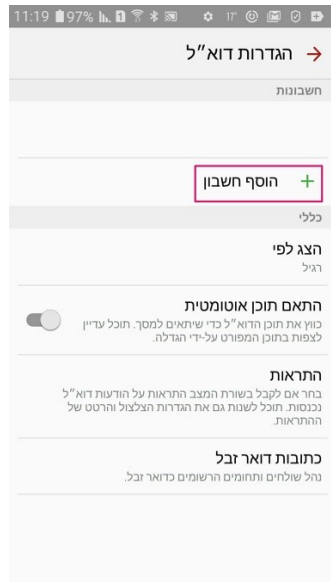 11:19 97%
17°
הגדרות דוא״ל
חשבונות
הוסף חשבון
כללי
הצג לפי
רגיל
התאם תוכן אוטומטית
כווץ את תוכן הדוא״ל כדי שיתאים למסך. תוכל עדיין
לצפות בתוכן המפורט על-ידי הגדלה.
התראות
בחר אם לקבל בשורת המצב התראות על הודעות דוא״ל
נכנסות. תוכל לשנות גם את הגדרות הצלצול והרטט של
ההתראות.
כתובות דואר זבל
נהל שולחים ותחומים הרשומים כדואר זבל.